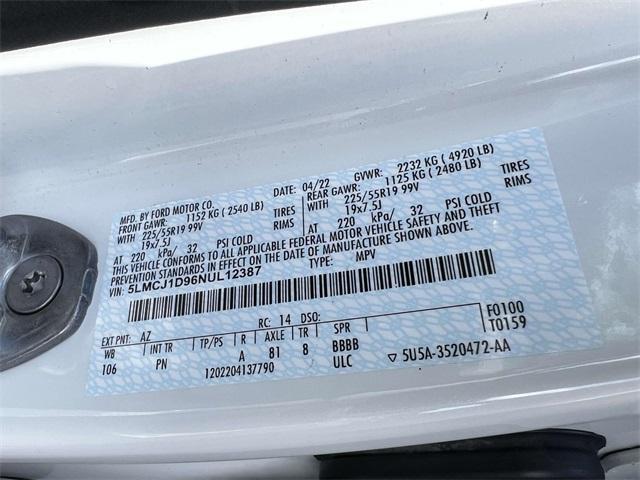 MFD. BY FORD MOTOR CO. DATE: 04/22 GVWR: 2232 KG ( 4920 LB)
FRONT GAWR: 1152 KG ( 2540 LB) REAR GAWR: 1125 KG ( 2480 LB)
WITH 225/55R19 99V TIRES WITH 225/55R19 99V TIRES
19x7.5J RIMS 19x7.5J RIMS
AT 220 kPa/ 32 PSI COLD AT 220 kPa/ 32 PSI COLD
THIS VEHICLE CONFORMS TO ALL APPLICABLE FEDERAL MOTOR VEHICLE SAFETY AND THEFT
PREVENTION STANDARDS IN EFFECT ON THE DATE OF MANUFACTURE SHOWN ABOVE.
VIN: 5LMCJ1D96NUL12387 TYPE: MPV
F0100
T0159
EXT PNT: AZ RC: 14 DSO:
WB INT TR TP/PS R AXLE TR SPR
106 PN A 81 8 BBBB
1202204137790 ULC ▽ 5U5A-3520472-AA